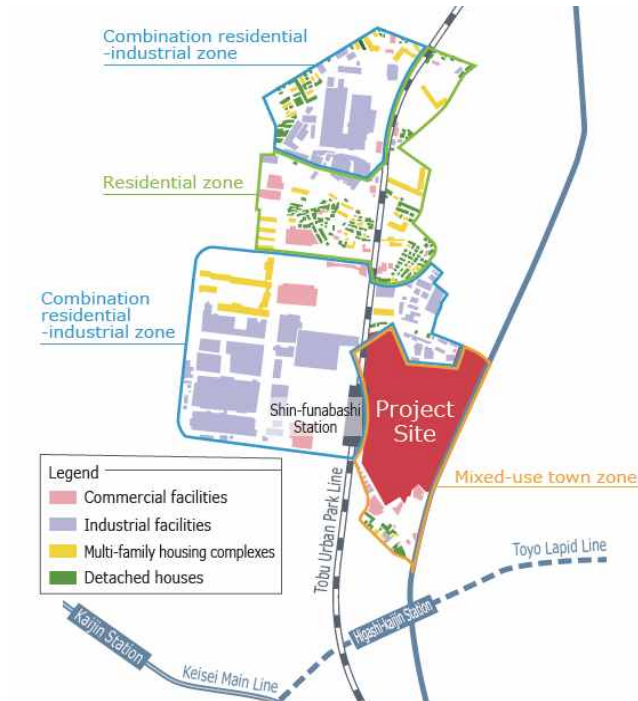 Combination residential
-industrial zone
Residential zone
Combination
residential
-industrial zone
Shin-funabashi
Station
Project
Site
Mixed-use town zone
Legend
Commercial facilities
Industrial facilities
Multi-family housing complexes
Detached houses
Tobu Urban Park Line
Toyo Lapid Line
Higashi-kaijin Station
Kaijin Station
Keisei Main Line